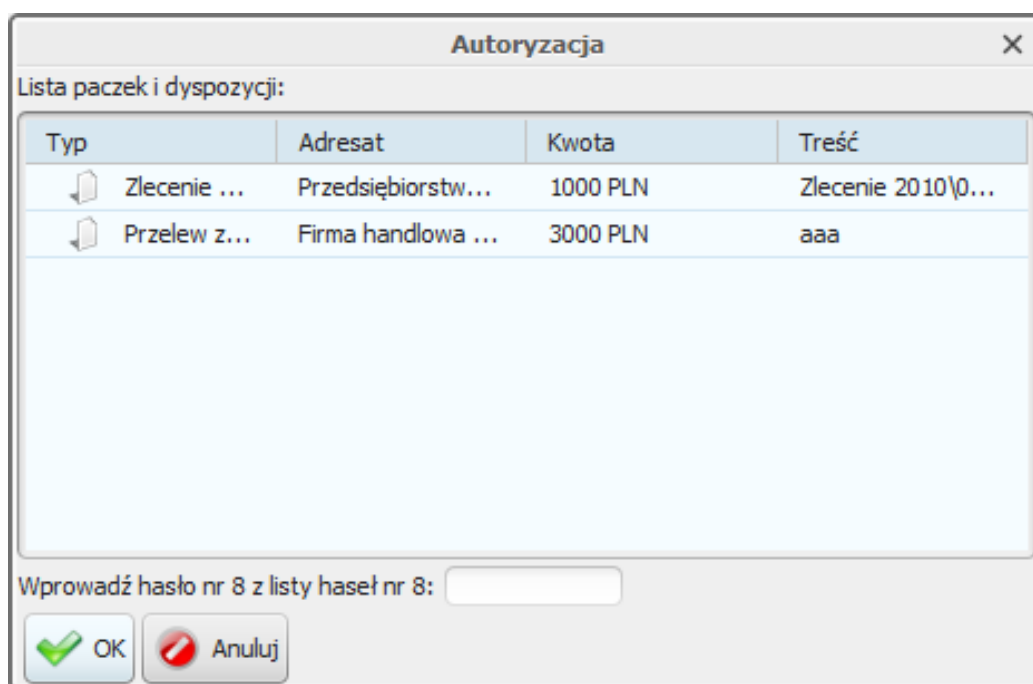 Autoryzacja
Lista paczek i dyspozycji:
Typ Adresat Kwota Treść
Zlecenie ... Przedsiębiorstw... 1000 PLN Zlecenie 2010\0...
Przelew z... Firma handlowa ... 3000 PLN aaa
Wprowadź hasło nr 8 z listy haseł nr 8:
OK Anuluj